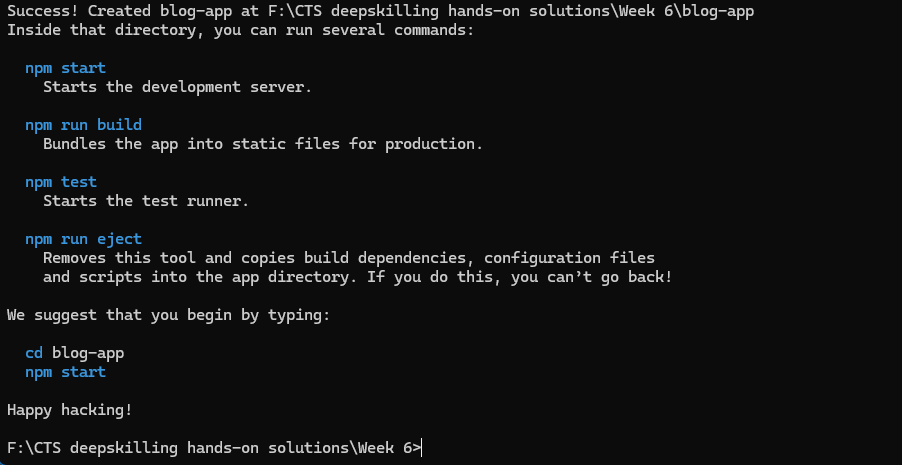 Success! Created blog-app at F:\CTS deepskilling hands-on solutions\Week 6\blog-app
Inside that directory, you can run several commands:
npm start
Starts the development server.
npm run build
Bundles the app into static files for production.
npm test
Starts the test runner.
npm run eject
Removes this tool and copies build dependencies, configuration files
and scripts into the app directory. If you do this, you can’t go back!
We suggest that you begin by typing:
cd blog-app
npm start
Happy hacking!
F:\CTS deepskilling hands-on solutions\Week 6>